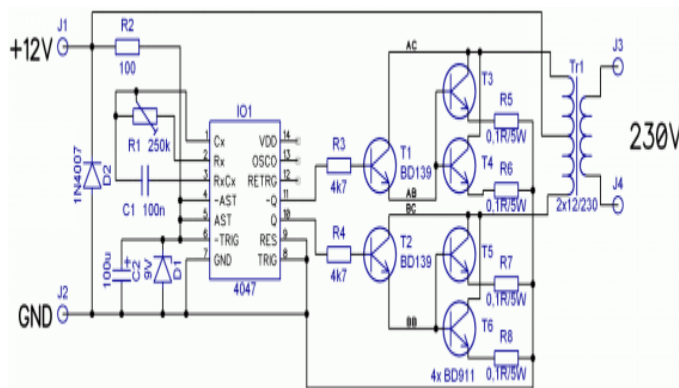 J1
+12V
R2
100
R1 250k
C1 100n
1N4007
D2
100u
C2
9V
D1
J2
GND
IO1
1 Cx VDD 14
2 Rx OSCO 13
3 RxCx RETRG 12
4 -AST -Q 11
5 AST Q 10
6 -TRIG RES 9
7 GND TRIG 8
4047
R3
4k7
R4
4k7
AC
T1
BD139
AB
BC
T2
BD139
BB
T3
T4
T5
T6
4x BD911
R5
0,1R/5W
R6
0,1R/5W
R7
0,1R/5W
R8
0,1R/5W
Tr1
2x12/230
J3
230V
J4